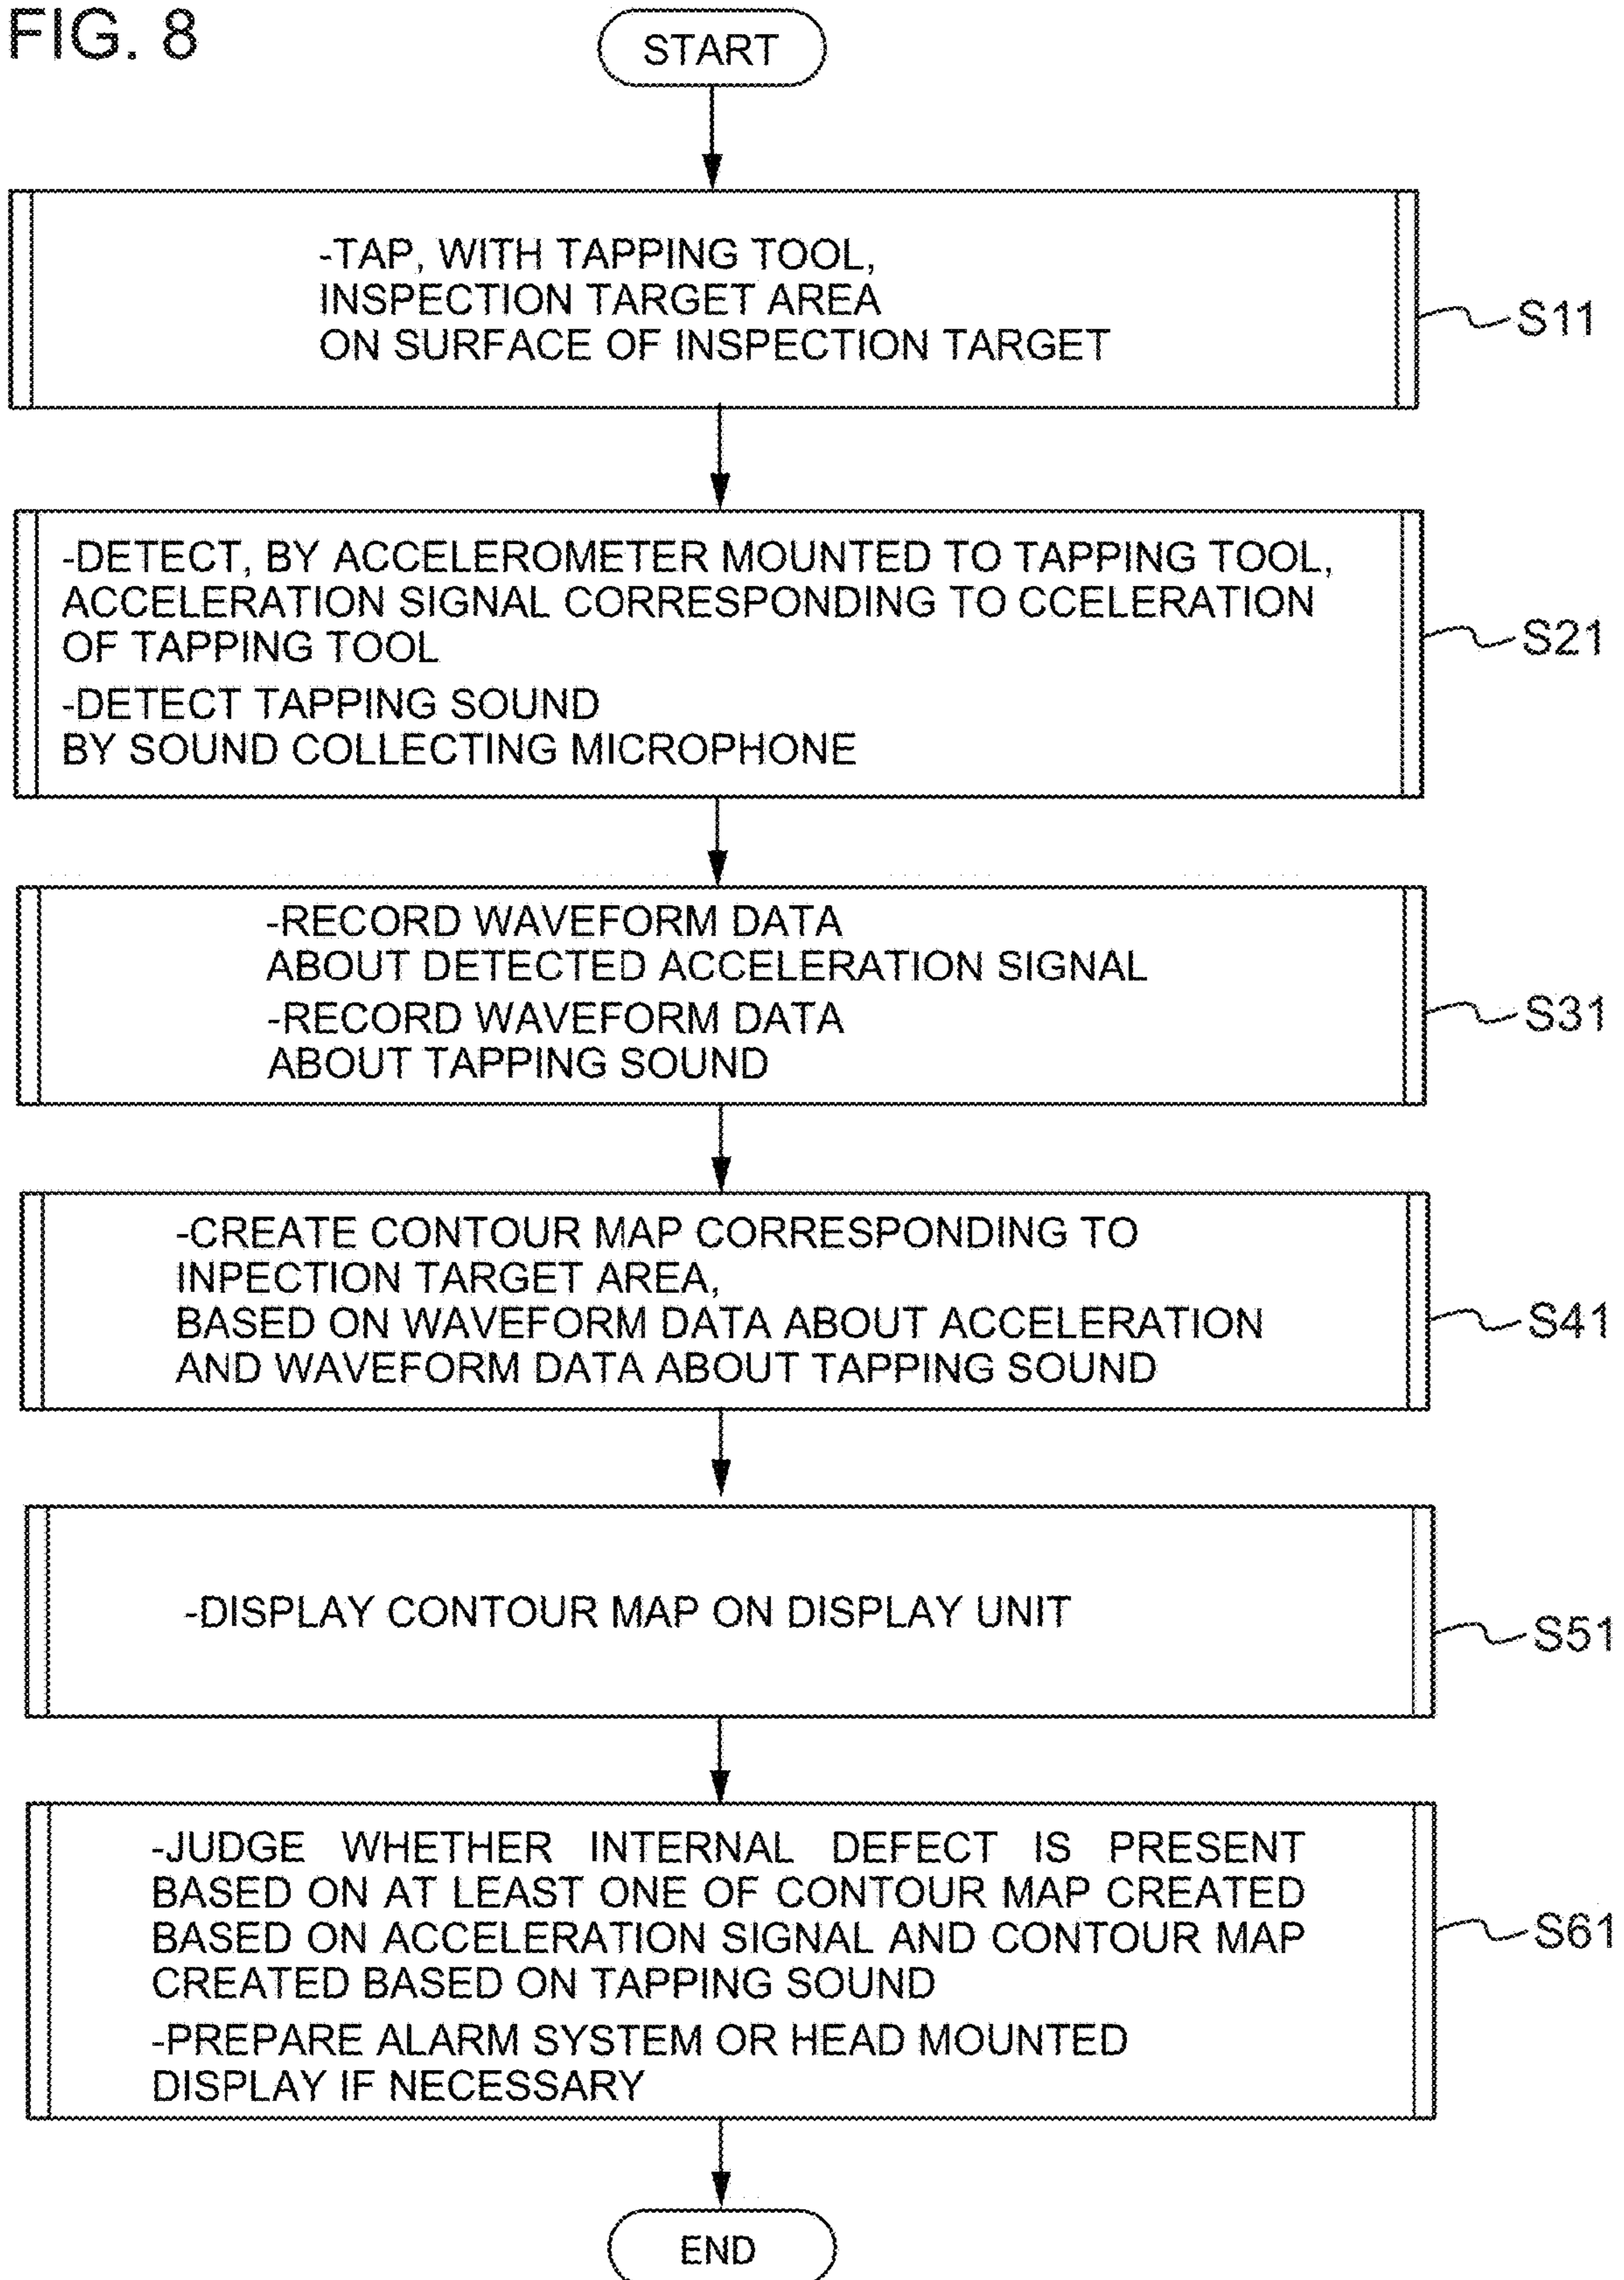 FIG. 8
START
-TAP, WITH TAPPING TOOL,
INSPECTION TARGET AREA
ON SURFACE OF INSPECTION TARGET
S11
-DETECT, BY ACCELEROMETER MOUNTED TO TAPPING TOOL,
ACCELERATION SIGNAL CORRESPONDING TO CCELERATION
OF TAPPING TOOL
-DETECT TAPPING SOUND
BY SOUND COLLECTING MICROPHONE
S21
-RECORD WAVEFORM DATA
ABOUT DETECTED ACCELERATION SIGNAL
-RECORD WAVEFORM DATA
ABOUT TAPPING SOUND
S31
-CREATE CONTOUR MAP CORRESPONDING TO
INPECTION TARGET AREA,
BASED ON WAVEFORM DATA ABOUT ACCELERATION
AND WAVEFORM DATA ABOUT TAPPING SOUND
S41
-DISPLAY CONTOUR MAP ON DISPLAY UNIT
S51
-JUDGE WHETHER INTERNAL DEFECT IS PRESENT
BASED ON AT LEAST ONE OF CONTOUR MAP CREATED
BASED ON ACCELERATION SIGNAL AND CONTOUR MAP
CREATED BASED ON TAPPING SOUND
-PREPARE ALARM SYSTEM OR HEAD MOUNTED
DISPLAY IF NECESSARY
S61
END